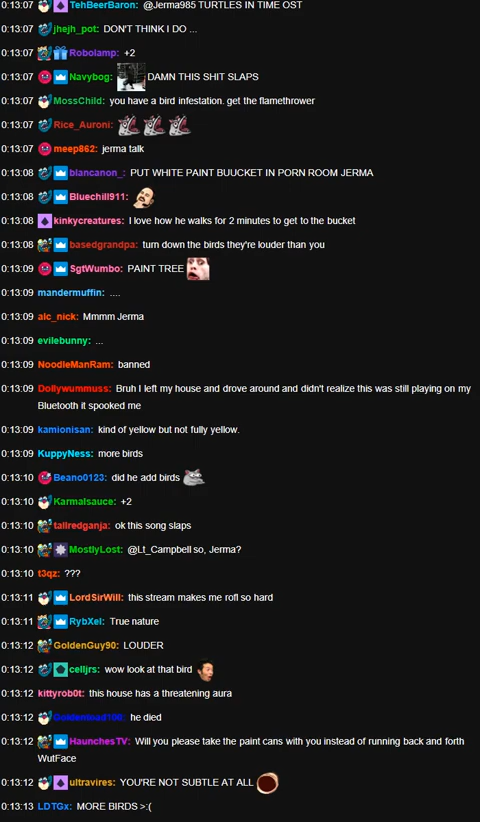 0:13:07 TehBeerBaron: @Jerma985 TURTLES IN TIME OST
0:13:07 jhejh_pot: DON'T THINK I DO ...
0:13:07 Robolamp: +2
0:13:07 Navybog: DAMN THIS SHIT SLAPS
0:13:07 MossChild: you have a bird infestation. get the flamethrower
0:13:07 Rice_Auroni:
0:13:07 meep862: jerma talk
0:13:08 blancanon_: PUT WHITE PAINT BUUCKET IN PORN ROOM JERMA
0:13:08 Bluechill911:
0:13:08 kinkycreatures: I love how he walks for 2 minutes to get to the bucket
0:13:08 basedgrandpa: turn down the birds they're louder than you
0:13:09 SgtWumbo: PAINT TREE
0:13:09 mandermuffin: ....
0:13:09 alc_nick: Mmmm Jerma
0:13:09 evilebunny: ...
0:13:09 NoodleManRam: banned
0:13:09 Dollywummuss: Bruh I left my house and drove around and didn't realize this was still playing on my
Bluetooth it spooked me
0:13:09 kamionisan: kind of yellow but not fully yellow.
0:13:09 KuppyNess: more birds
0:13:10 Beano0123: did he add birds
0:13:10 Karmalsauce: +2
0:13:10 tallredganja: ok this song slaps
0:13:10 MostlyLost: @Lt_Campbell so, Jerma?
0:13:10 t3qz: ???
0:13:11 LordSirWill: this stream makes me rofl so hard
0:13:11 RybXel: True nature
0:13:12 GoldenGuy90: LOUDER
0:13:12 celljrs: wow look at that bird
0:13:12 kittyrob0t: this house has a threatening aura
0:13:12 he died
0:13:12 HaunchesTV: Will you please take the paint cans with you instead of running back and forth
WutFace
0:13:12 ultravires: YOU'RE NOT SUBTLE AT ALL
0:13:13 LDTGx: MORE BIRDS >:(